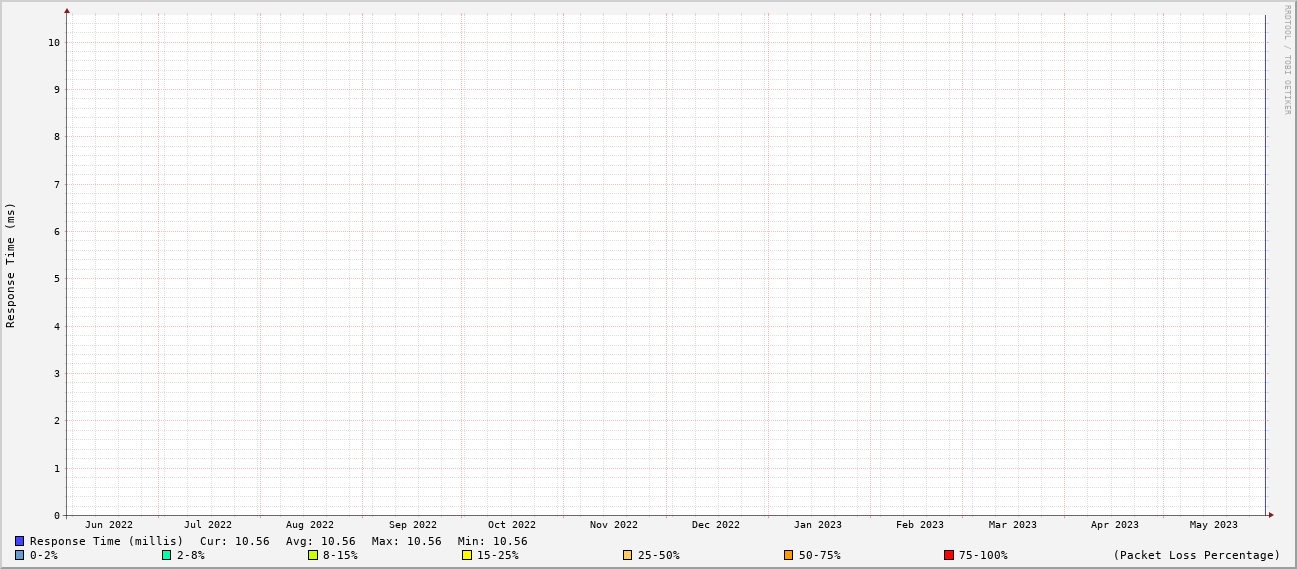 RRDTOOL / TOBI OETIKER
Response Time (ms)
10
9
8
7
6
5
4
3
2
1
0
Jun 2022 Jul 2022 Aug 2022 Sep 2022 Oct 2022 Nov 2022 Dec 2022 Jan 2023 Feb 2023 Mar 2023 Apr 2023 May 2023
Response Time (millis) Cur: 10.56 Avg: 10.56 Max: 10.56 Min: 10.56
0-2% 2-8% 8-15% 15-25% 25-50% 50-75% 75-100% (Packet Loss Percentage)